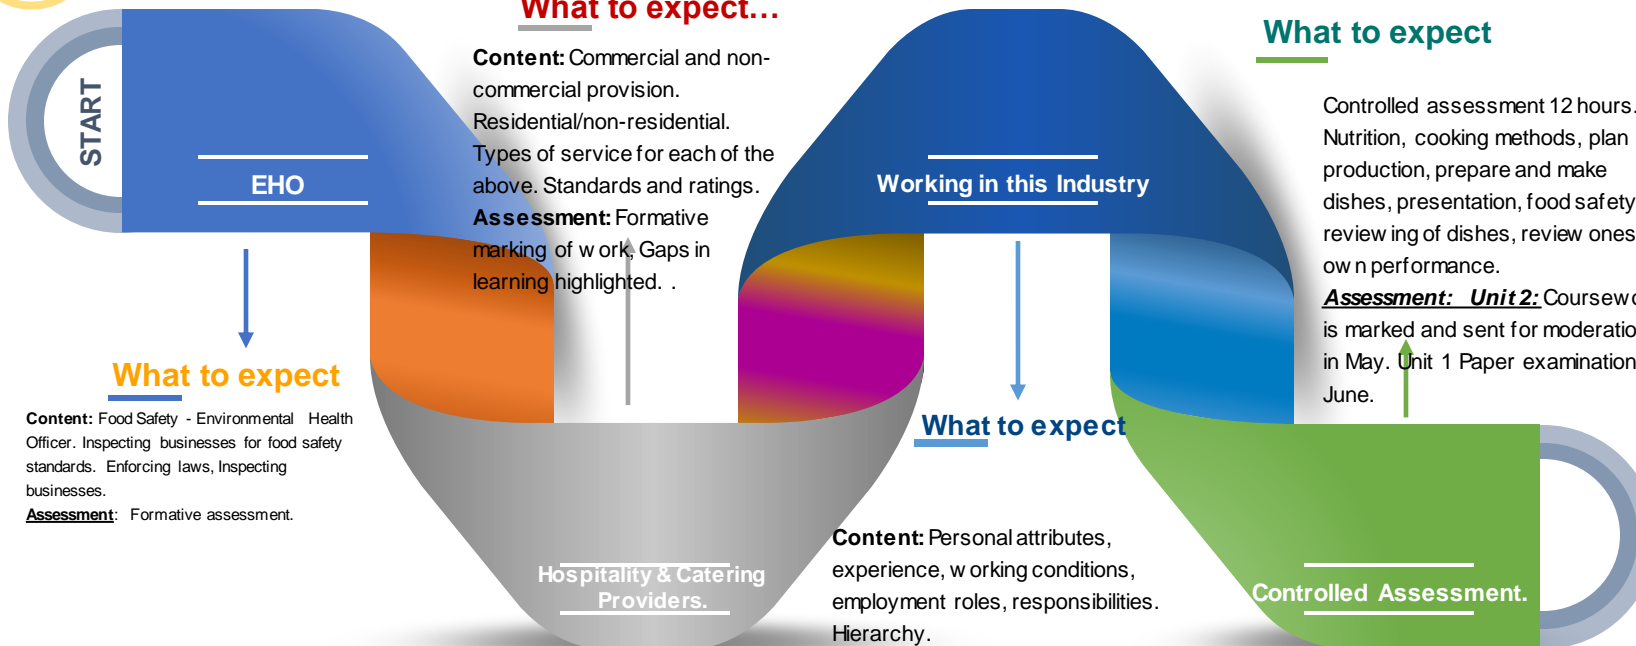 START
EHO
What to expect
Content: Food Safety - Environmental Health
Officer. Inspecting businesses for food safety
standards. Enforcing laws, Inspecting
businesses.
Assessment: Formative assessment.
What to expect...
Content: Commercial and non-
commercial provision.
Residential/non-residential.
Types of service for each of the
above. Standards and ratings.
Assessment: Formative
marking of work, Gaps in
learning highlighted. .
Hospitality & Catering
Providers.
Working in this Industry
What to expect
Content: Personal attributes,
experience, working conditions,
employment roles, responsibilities.
Hierarchy.
What to expect
Controlled assessment 12 hours.
Nutrition, cooking methods, plan
production, prepare and make
dishes, presentation, food safety
reviewing of dishes, review ones
own performance.
Assessment: Unit 2:
is marked and sent for
in May. Unit 1 Paper examination
June.
Controlled Assessment.